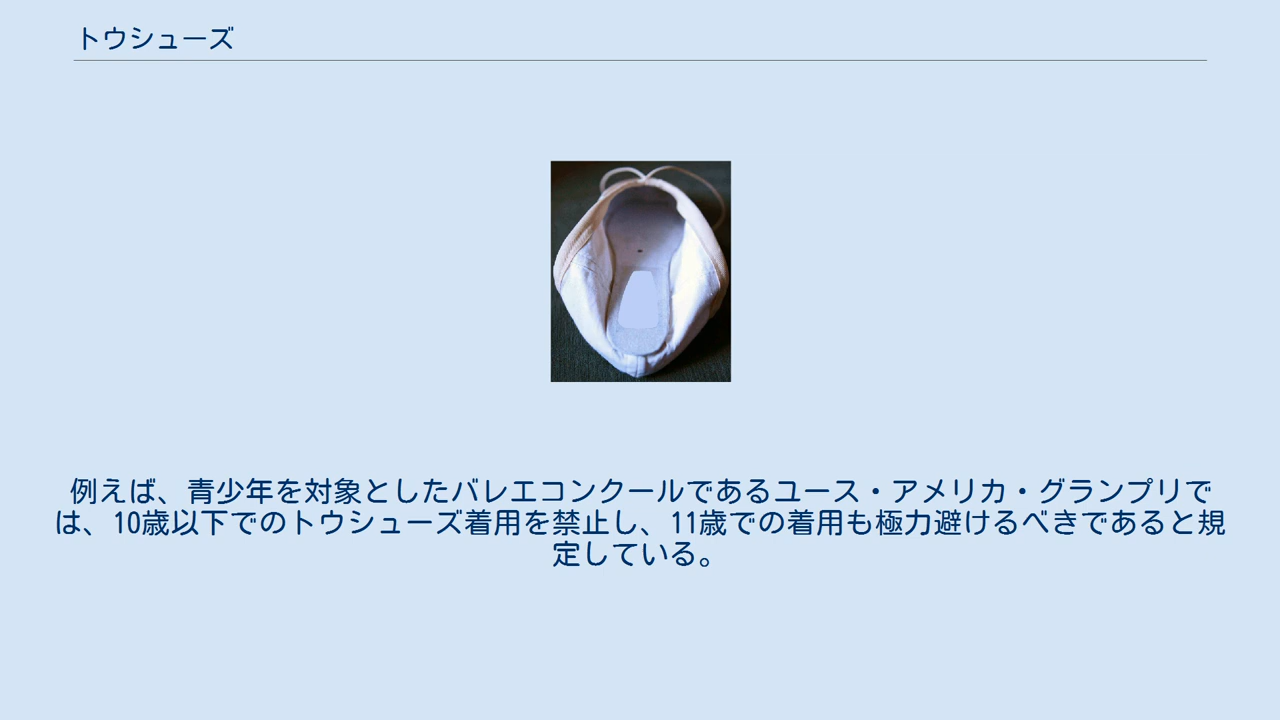 トウシューズ
例えば、青少年を対象としたバレエコンクールであるユース・アメリカ・グランプリで
は、10歳以下でのトウシューズ着用を禁止し、11歳での着用も極力避けるべきであると規
定している。